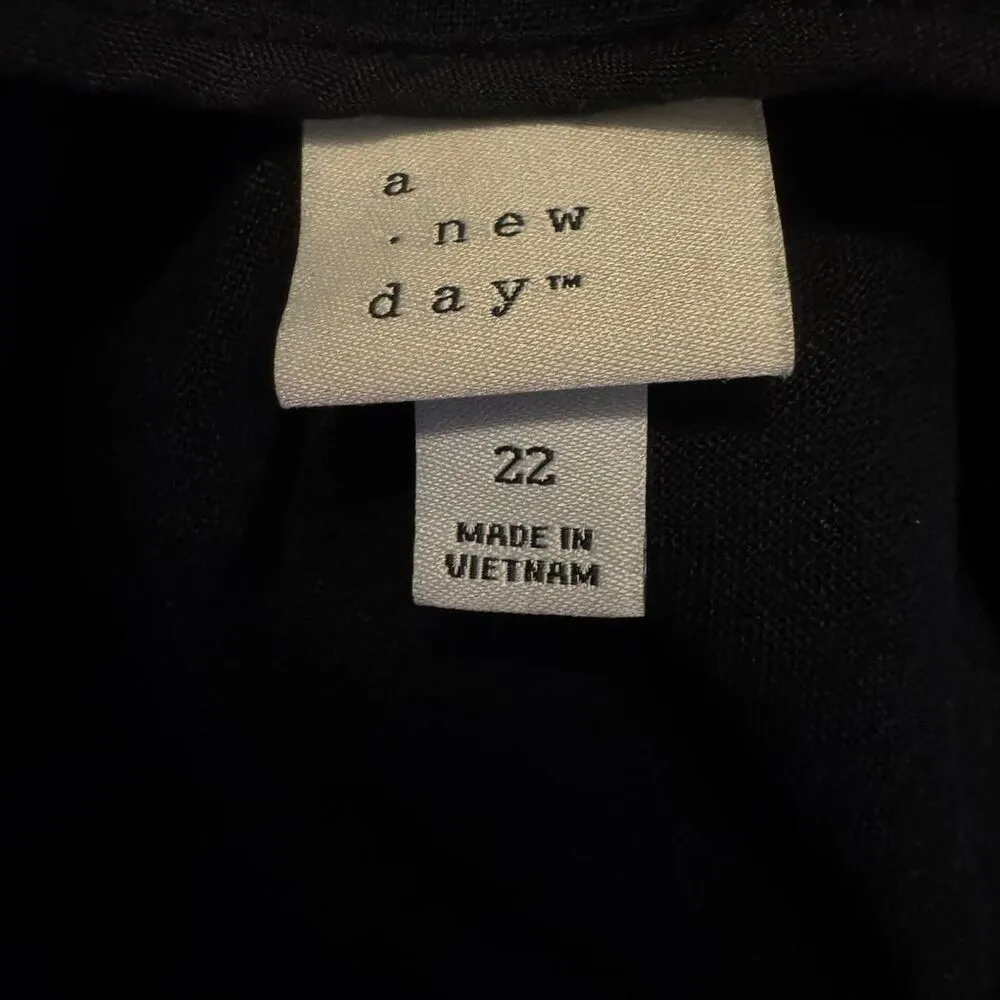 a
. new
day™
22
MADE IN
VIETNAM